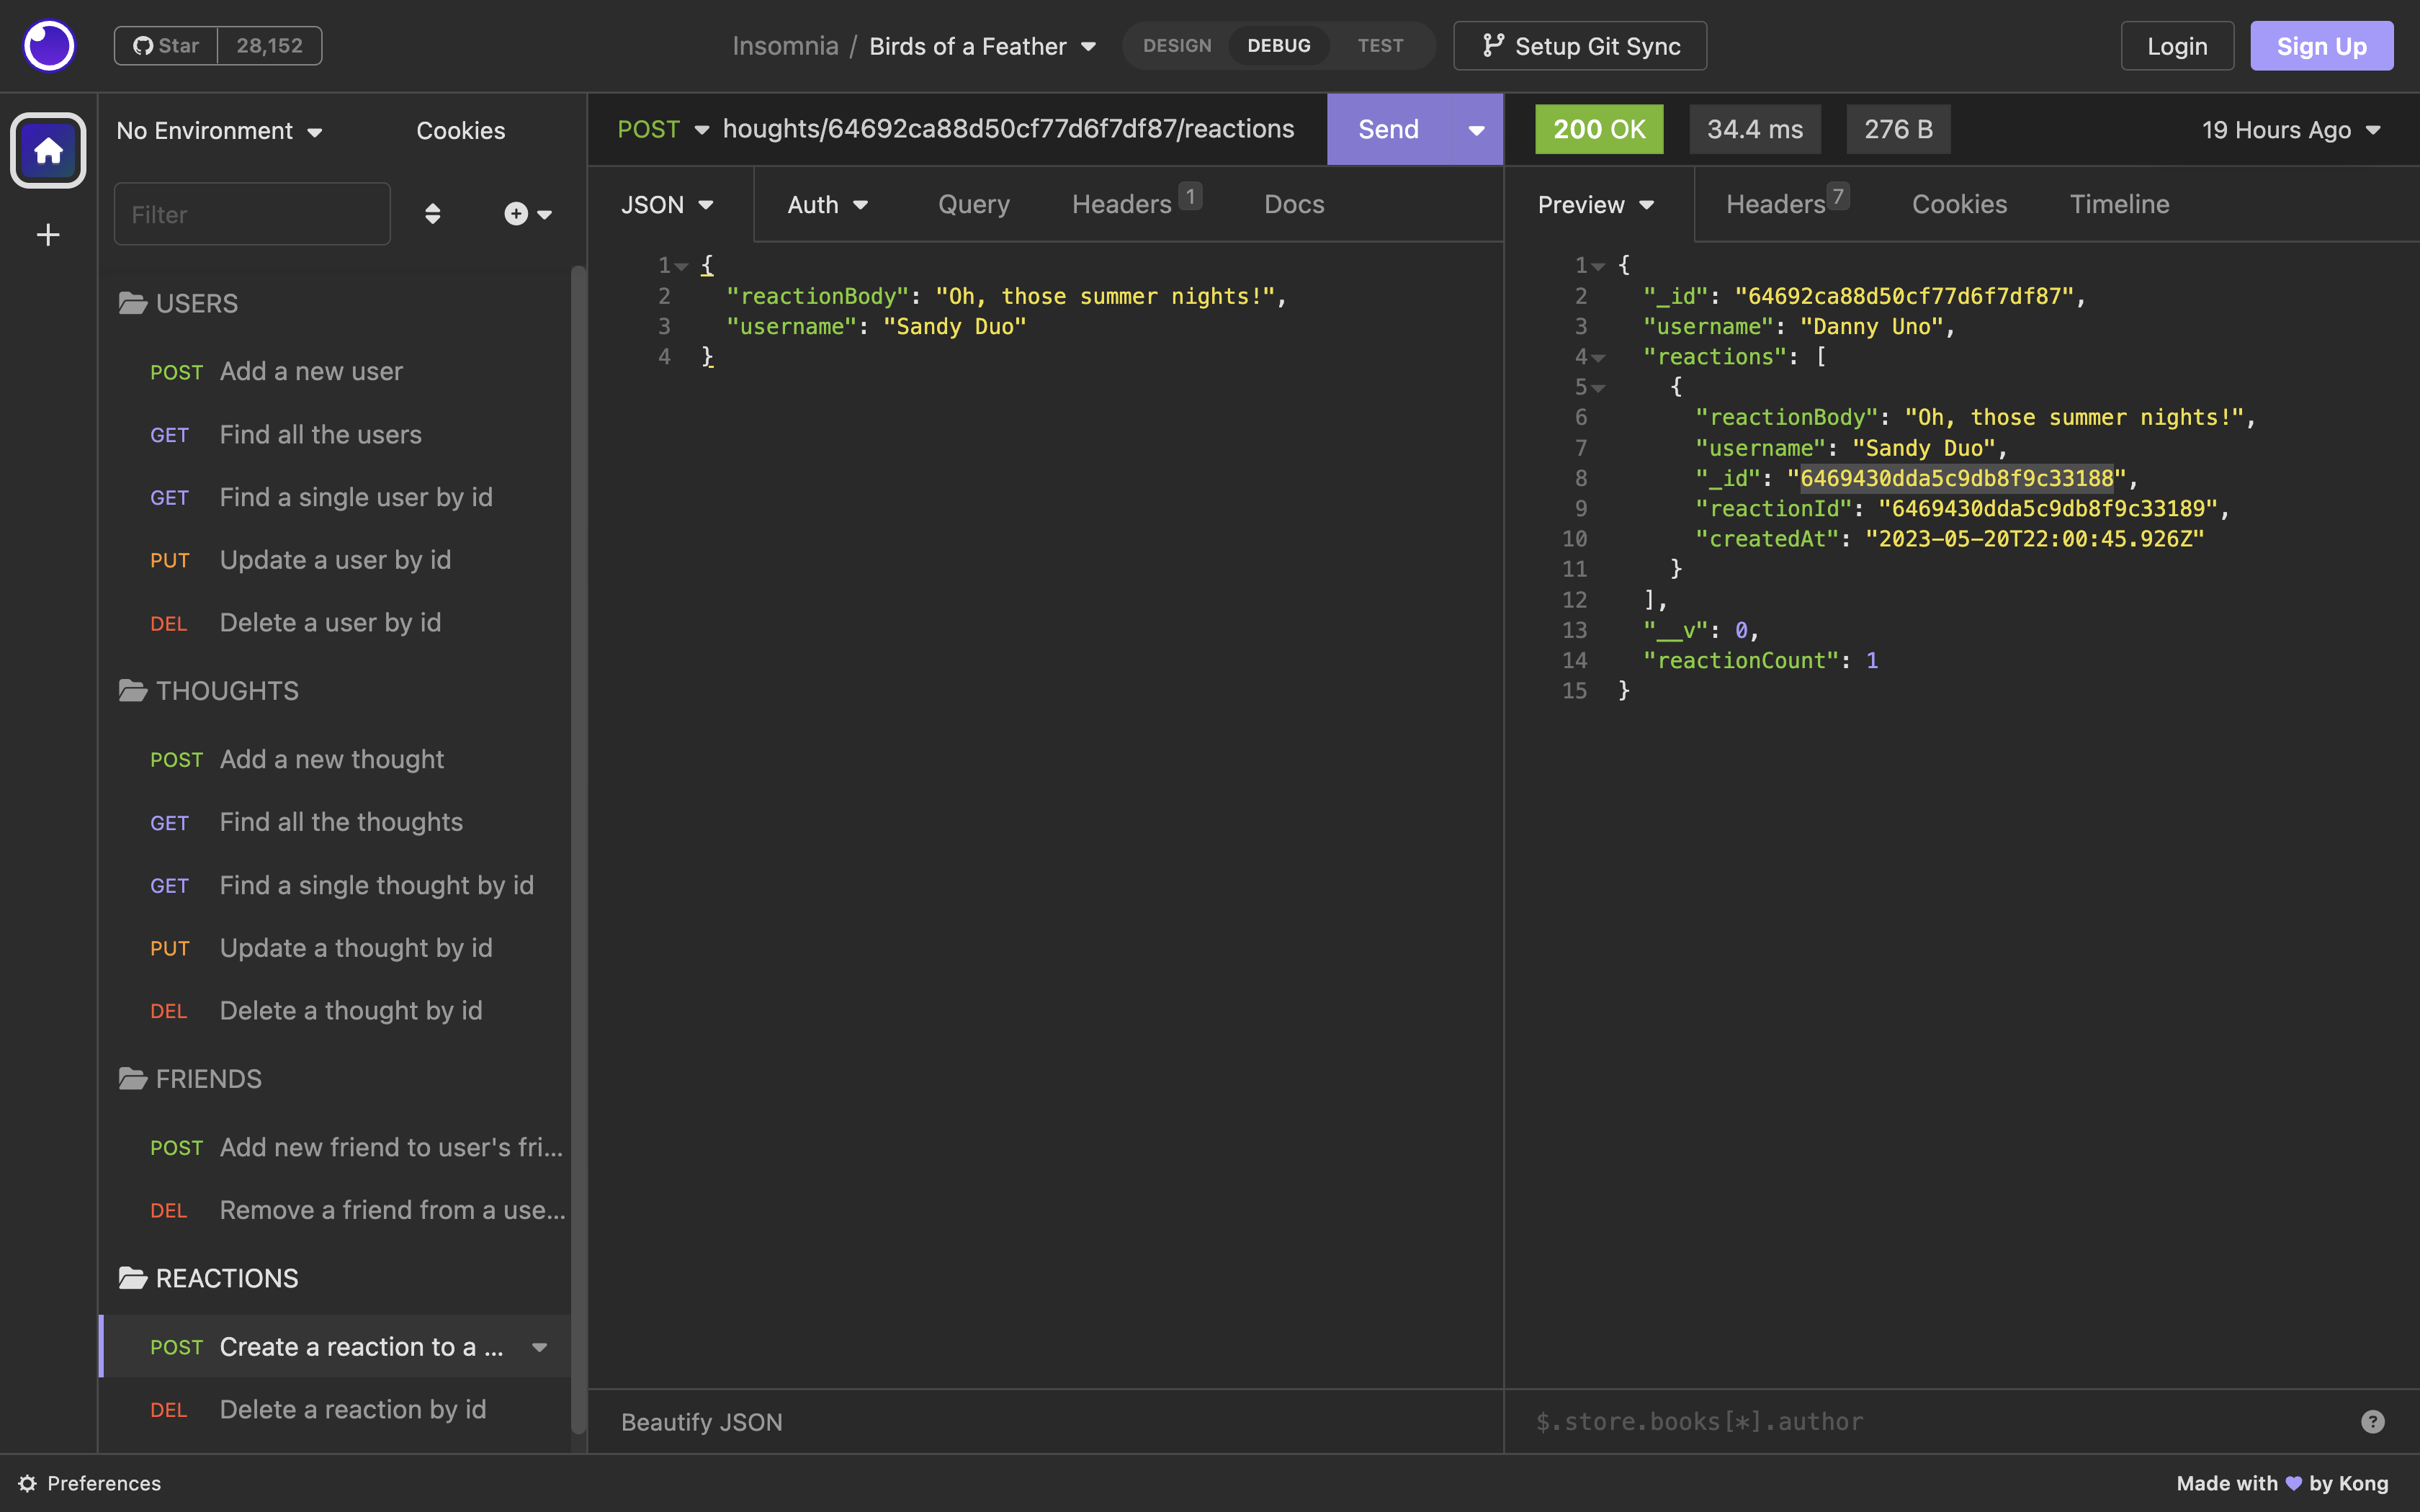 Star 28,152
Insomnia / Birds of a Feather
DESIGN DEBUG TEST
Setup Git Sync
Login
Sign Up
No Environment
Cookies
Filter
USERS
POST Add a new user
GET Find all the users
GET Find a single user by id
PUT Update a user by id
DEL Delete a user by id
THOUGHTS
POST Add a new thought
GET Find all the thoughts
GET Find a single thought by id
PUT Update a thought by id
DEL Delete a thought by id
FRIENDS
POST Add new friend to user's fri...
DEL Remove a friend from a use...
REACTIONS
POST Create a reaction to a ...
DEL Delete a reaction by id
POST houghts/64692ca88d50cf77d6f7df87/reactions
Send
JSON Auth Query Headers 1 Docs
1 {
2 "reactionBody": "Oh, those summer nights!",
3 "username": "Sandy Duo"
4 }
Beautify JSON
200 OK 34.4 ms 276 B 19 Hours Ago
Preview Headers 7 Cookies Timeline
1 {
2 "_id": "64692ca88d50cf77d6f7df87",
3 "username": "Danny Uno",
4 "reactions": [
5 {
6 "reactionBody": "Oh, those summer nights!",
7 "username": "Sandy Duo",
8 "_id": "6469430dda5c9db8f9c33188",
9 "reactionId": "6469430dda5c9db8f9c33189",
10 "createdAt": "2023-05-20T22:00:45.926Z"
11 }
12 ],
13 "__v": 0,
14 "reactionCount": 1
15 }
$.store.books[*].author
?
Preferences
Made with 💜 by Kong